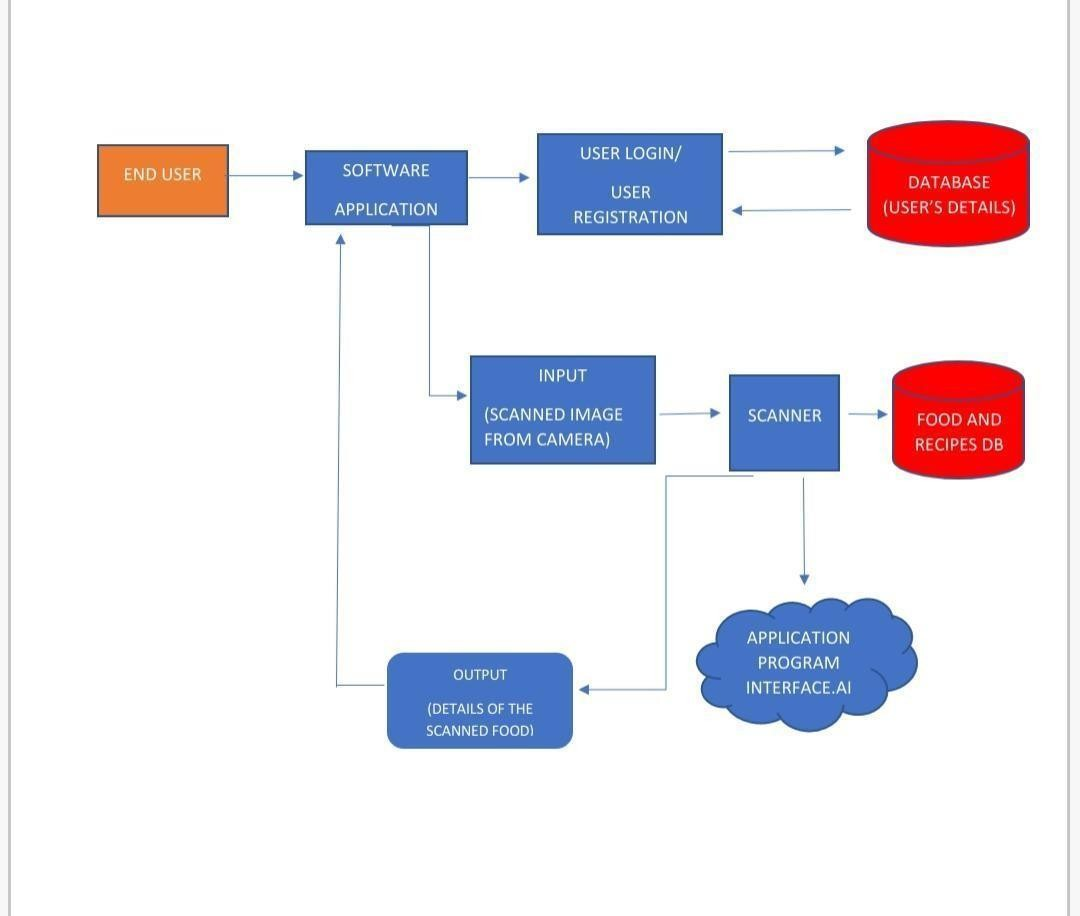 END USER
SOFTWARE
APPLICATION
USER LOGIN/
USER
REGISTRATION
DATABASE
(USER'S DETAILS)
INPUT
(SCANNED IMAGE
FROM CAMERA)
SCANNER
FOOD AND
RECIPES DB
APPLICATION
PROGRAM
INTERFACE.AI
OUTPUT
(DETAILS OF THE
SCANNED FOOD)